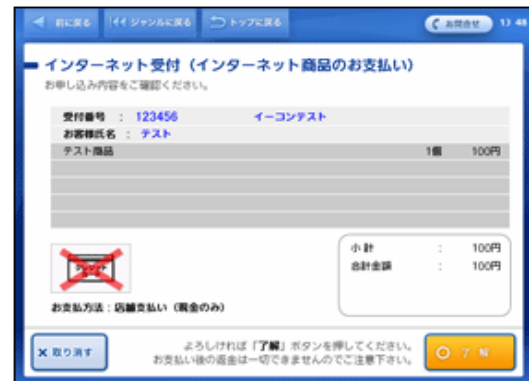 前に戻る ジャンルに戻る トップに戻る お問合せ 13 48
インターネット受付（インターネット商品のお支払い）
お申し込み内容をご確認ください。
受付番号 : 123456 イーコンテスト
お客様氏名 : テスト
テスト商品 1個 100円
小計 : 100円
合計金額 : 100円
クレジット
お支払方法：店舗支払い（現金のみ）
× 取り消す
よろしければ「了解」ボタンを押してください。
お支払い後の返金は一切できませんのでご注意下さい。
了解